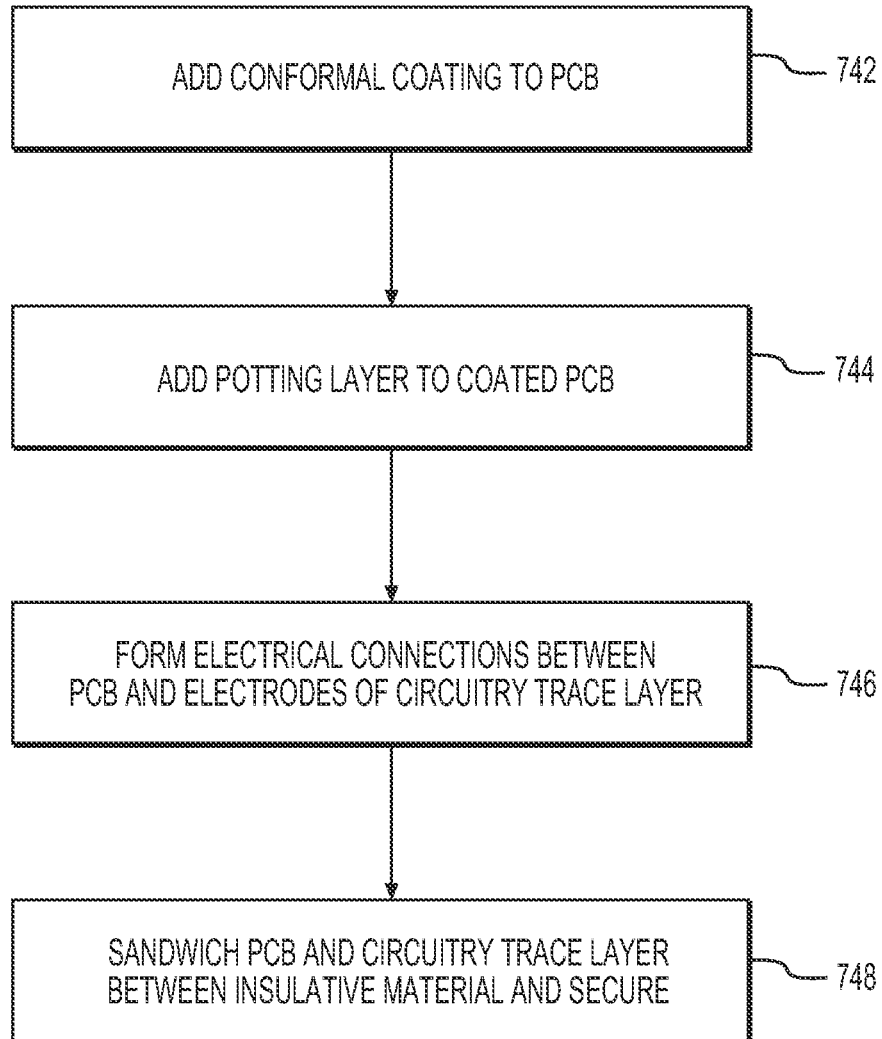 ADD CONFORMAL COATING TO PCB
742
ADD POTTING LAYER TO COATED PCB
744
FORM ELECTRICAL CONNECTIONS BETWEEN
PCB AND ELECTRODES OF CIRCUITRY TRACE LAYER
746
SANDWICH PCB AND CIRCUITRY TRACE LAYER
BETWEEN INSULATIVE MATERIAL AND SECURE
748